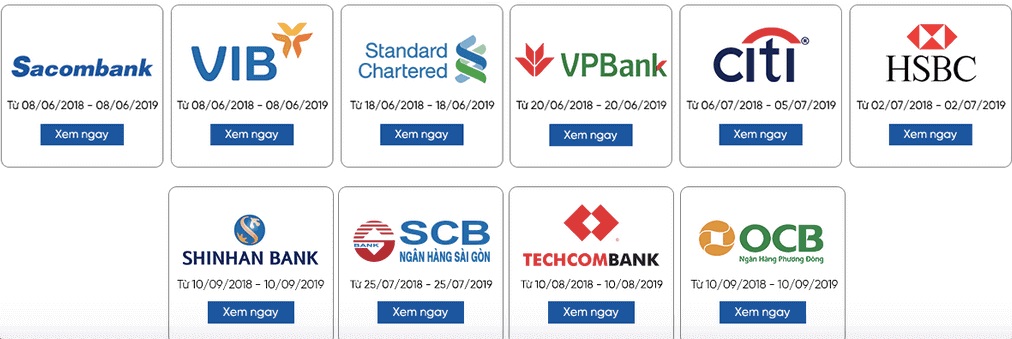 Sacombank
Từ 08/06/2018 - 08/06/2019
Xem ngay
VIB
Từ 08/06/2018 - 08/06/2019
Xem ngay
Standard
Chartered
Từ 18/06/2018 - 18/06/2019
Xem ngay
VPBank
Từ 20/06/2018 - 20/06/2019
Xem ngay
citi®
Từ 06/07/2018 - 05/07/2019
Xem ngay
HSBC
Từ 02/07/2018 - 02/07/2019
Xem ngay
SHINHAN BANK
Từ 10/09/2018 - 10/09/2019
Xem ngay
BANK
SCB
NGÂN HÀNG SÀI GÒN
Từ 25/07/2018 - 25/07/2019
Xem ngay
TECHCOMBANK
Từ 10/08/2018 - 10/08/2019
Xem ngay
OCB
Ngân Hàng Phương Đông
Từ 10/09/2018 - 10/09/2019
Xem ngay